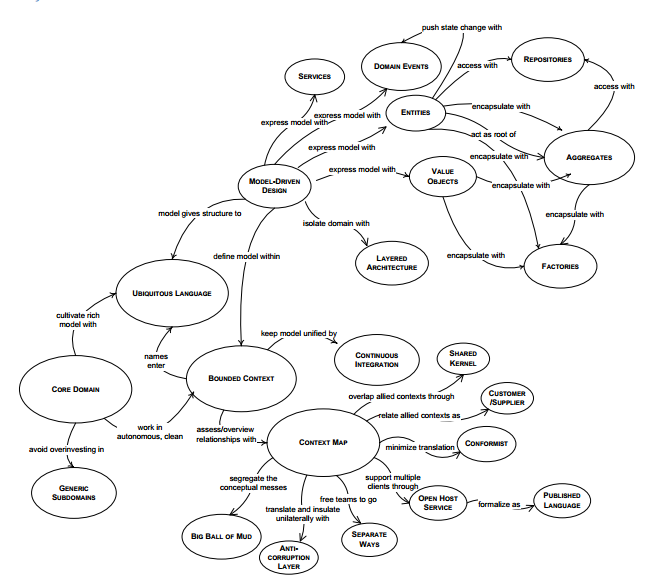 push state change with
DOMAIN EVENTS
REPOSITORIES
access with
SERVICES
access with
express model with
express model with
ENTITIES
encapsulate with
act as root of
express model with
encapsulate with
AGGREGATES
express model with
VALUE
OBJECTS
encapsulate with
MODEL-DRIVEN
DESIGN
model gives structure to
isolate domain with
encapsulate with
define model within
LAYERED
ARCHITECTURE
encapsulate with
FACTORIES
UBIQUITOUS LANGUAGE
cultivate rich
model with
keep model unified by
names
enter
CONTINUOUS
INTEGRATION
SHARED
KERNEL
CORE DOMAIN
BOUNDED CONTEXT
overlap allied contexts through
CUSTOMER
/SUPPLIER
relate allied contexts as
work in
autonomous, clean
assess/overview
relationships with
CONTEXT MAP
minimize translation
CONFORMIST
avoid overinvesting in
GENERIC
SUBDOMAINS
segregate the
conceptual messes
support multiple
clients through
free teams to go
OPEN HOST
SERVICE
formalize as
PUBLISHED
LANGUAGE
translate and insulate
unilaterally with
BIG BALL OF MUD
SEPARATE
WAYS
ANTI-
CORRUPTION
LAYER